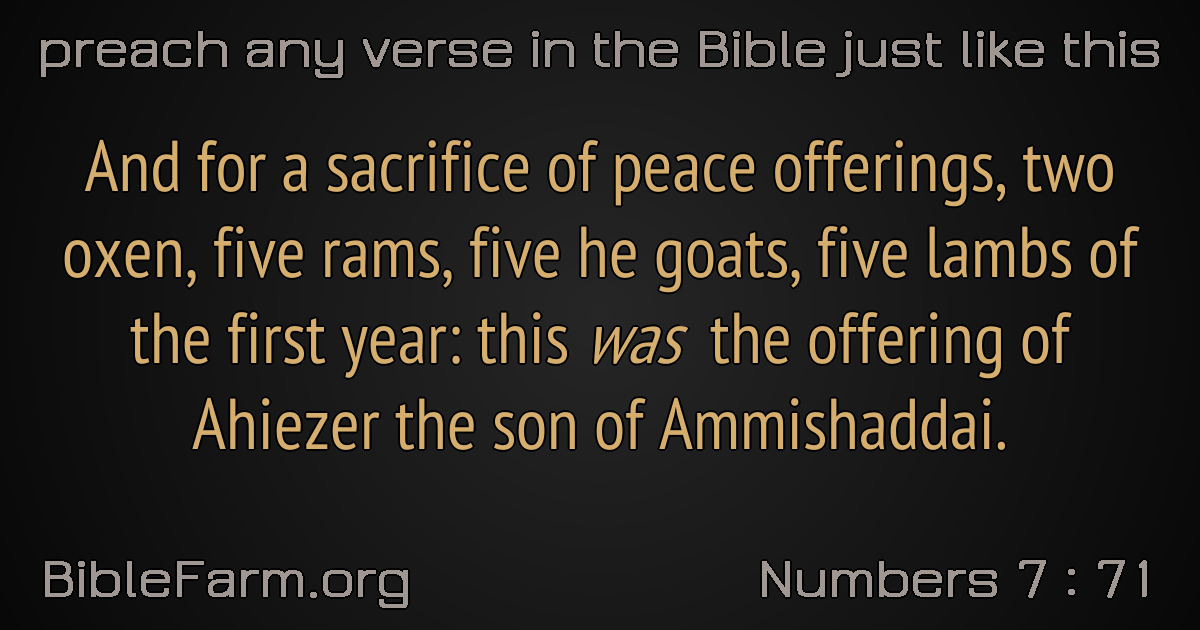 preach any verse in the Bible just like this
And for a sacrifice of peace offerings, two
oxen, five rams, five he goats, five lambs of
the first year: this was the offering of
Ahiezer the son of Ammishaddai.
BibleFarm.org
Numbers 7 : 71